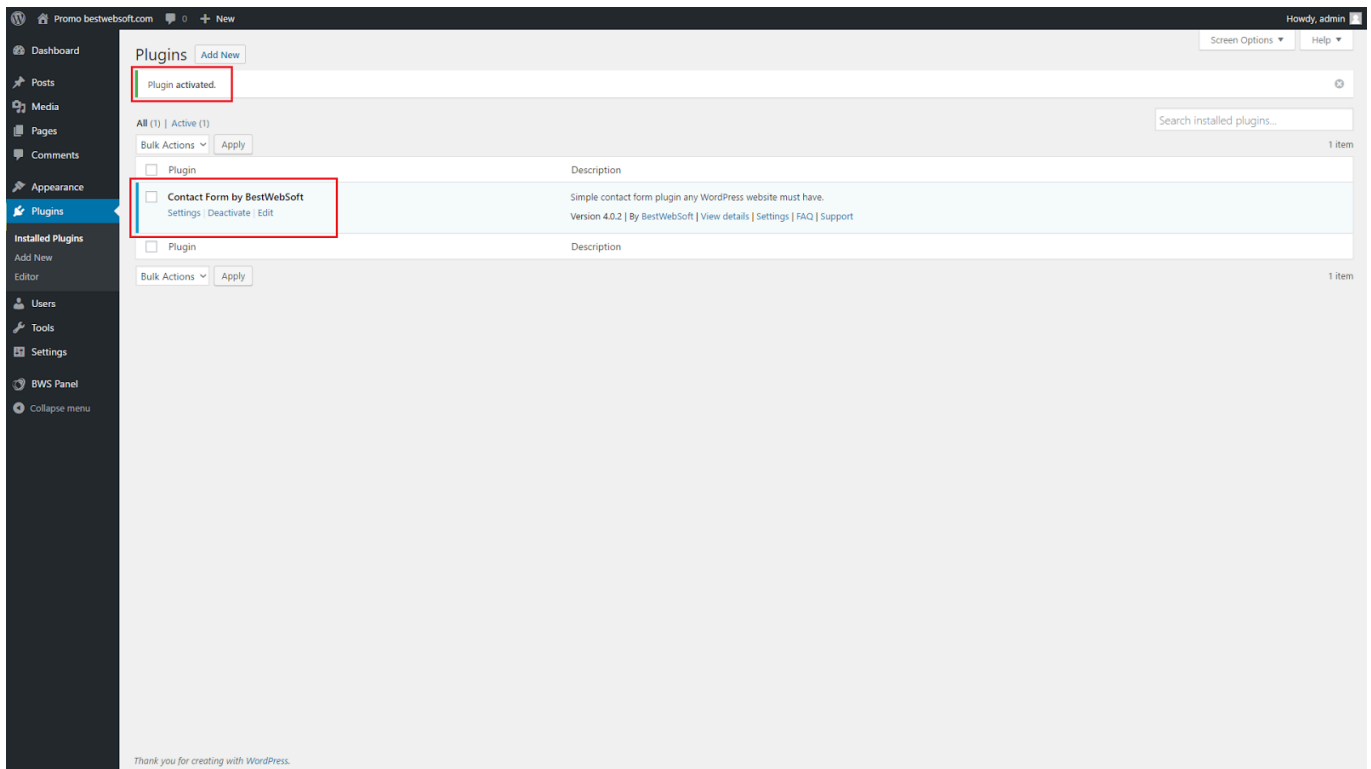 Promo bestwebsoft.com 0 + New Howdy, admin
Dashboard
Posts
Media
Pages
Comments
Appearance
Plugins
Installed Plugins
Add New
Editor
Users
Tools
Settings
BWS Panel
Collapse menu
Screen Options ▼ Help ▼
Plugins Add New
Plugin activated.
All (1) | Active (1)
Search installed plugins...
Bulk Actions Apply 1 item
Plugin Description
Contact Form by BestWebSoft Simple contact form plugin any WordPress website must have.
Settings | Deactivate | Edit Version 4.0.2 | By BestWebSoft | View details | Settings | FAQ | Support
Plugin Description
Bulk Actions Apply 1 item
Thank you for creating with WordPress.